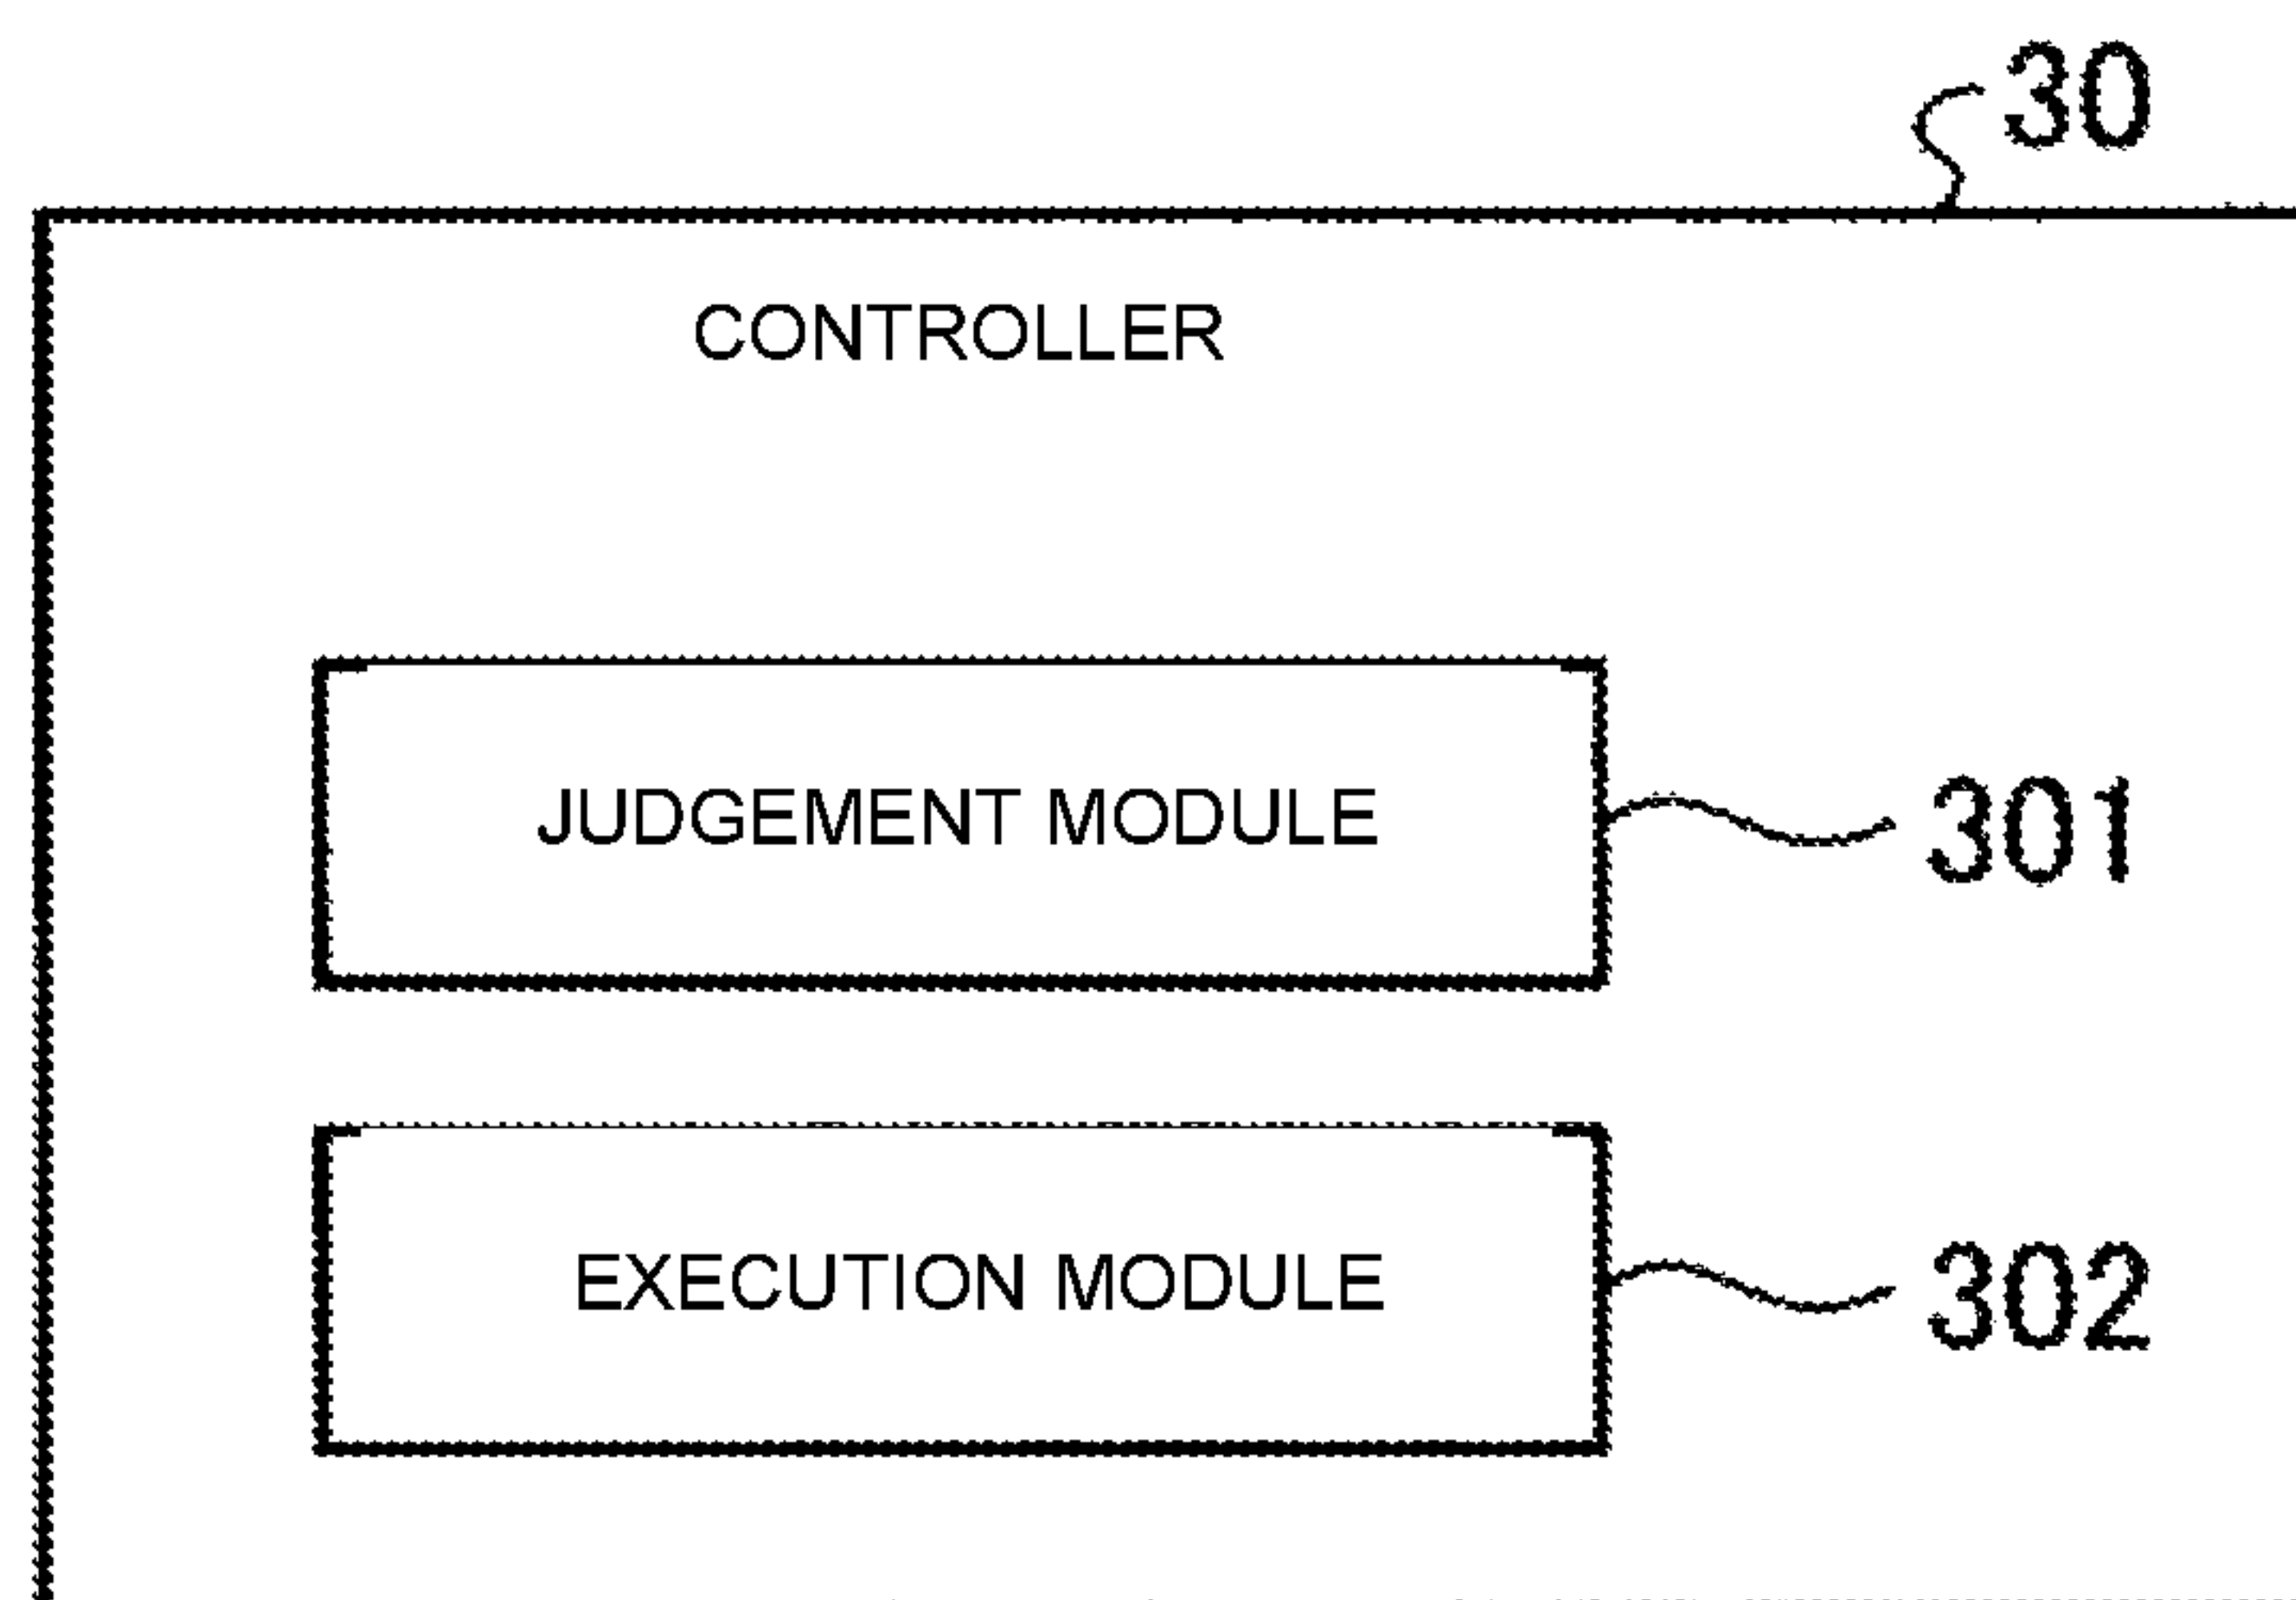 30
CONTROLLER
JUDGEMENT MODULE
301
EXECUTION MODULE
302